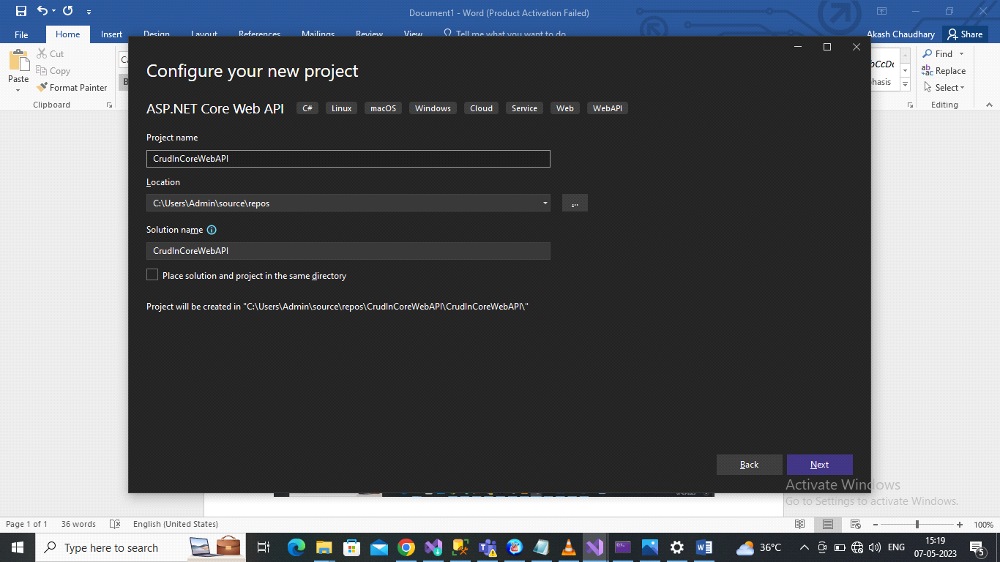 Document1 - Word (Product Activation Failed)
File Home Insert Design Layout References Mailings Review View Tell me what you want to do
Akash Chaudhary Share
Paste
Cut
Copy
Format Painter
Clipboard
Find
Replace
Select
Editing
Configure your new project
ASP.NET Core Web API C# Linux macOS Windows Cloud Service Web WebAPI
Project name
CrudInCoreWebAPI
Location
C:\Users\Admin\source\repos
...
Solution name
CrudInCoreWebAPI
Place solution and project in the same directory
Project will be created in "C:\Users\Admin\source\repos\CrudInCoreWebAPI\CrudInCoreWebAPI\"
Back Next
Activate Windows
Go to Settings to activate Windows.
Page 1 of 1 36 words English (United States) 100%
Type here to search
36°C ENG
15:19
07-05-2023
5